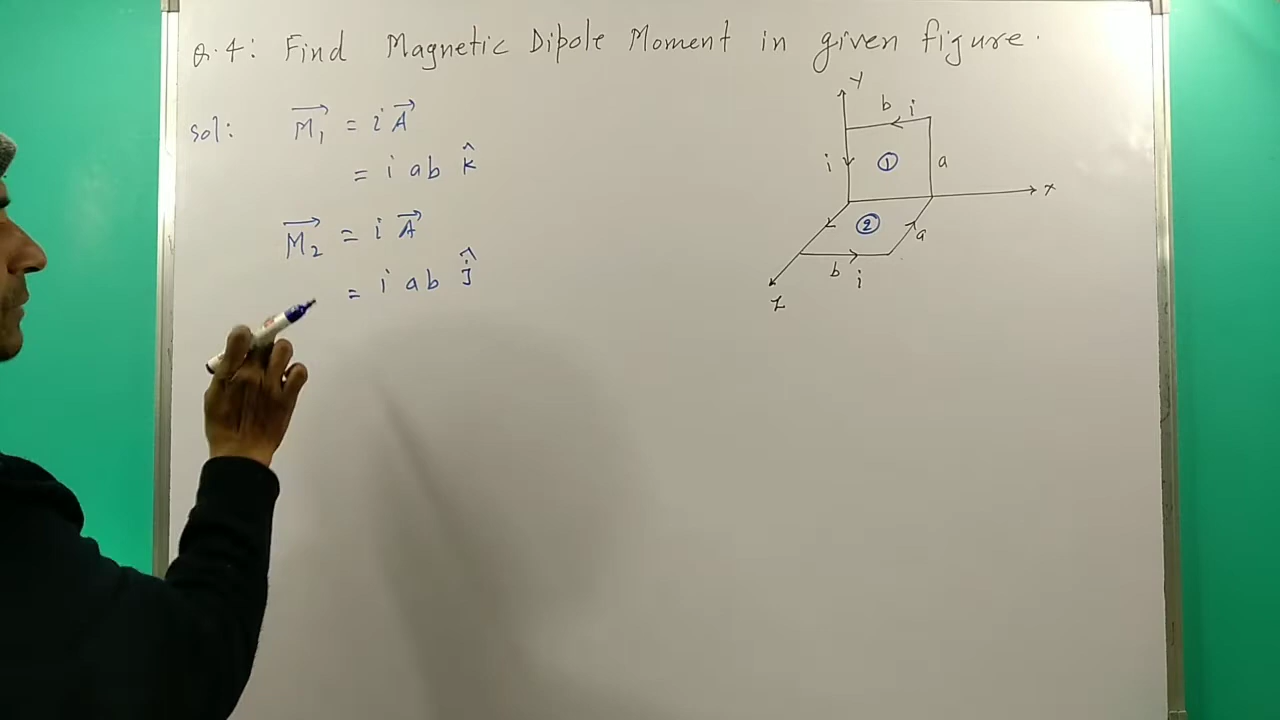 Q.4: Find Magnetic Dipole Moment in given figure.
Sol: M₁⃗ = i A⃗
= i ab k̂
M₂⃗ = i A⃗
= i ab ĵ
Y
b i
i ① a
x
② a
b i
Z